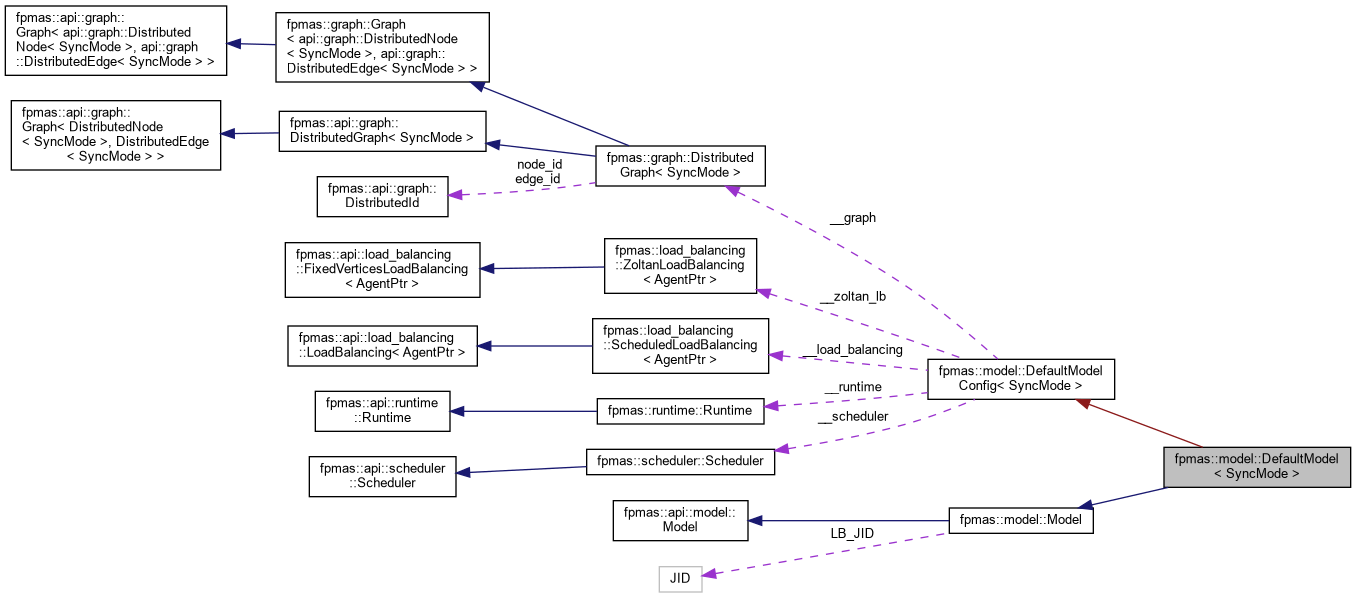 fpmas::api::graph::
Graph< api::graph::Distributed
Node< SyncMode >, api::graph
::DistributedEdge< SyncMode > >
fpmas::graph::Graph
< api::graph::DistributedNode
< SyncMode >, api::graph::
DistributedEdge< SyncMode > >
fpmas::api::graph::
Graph< DistributedNode
< SyncMode >, DistributedEdge
< SyncMode > >
fpmas::api::graph::
DistributedGraph< SyncMode >
fpmas::graph::Distributed
Graph< SyncMode >
node_id
edge_id
fpmas::api::graph::
DistributedId
__graph
fpmas::api::load_balancing
::FixedVerticesLoadBalancing
< AgentPtr >
fpmas::load_balancing
::ZoltanLoadBalancing
< AgentPtr >
__zoltan_lb
fpmas::api::load_balancing
::LoadBalancing< AgentPtr >
fpmas::load_balancing
::ScheduledLoadBalancing
< AgentPtr >
__load_balancing
fpmas::model::DefaultModel
Config< SyncMode >
fpmas::api::runtime
::Runtime
fpmas::runtime::Runtime
__runtime
__scheduler
fpmas::api::scheduler
::Scheduler
fpmas::scheduler::Scheduler
fpmas::model::DefaultModel
< SyncMode >
fpmas::api::model::
Model
fpmas::model::Model
LB_JID
JID